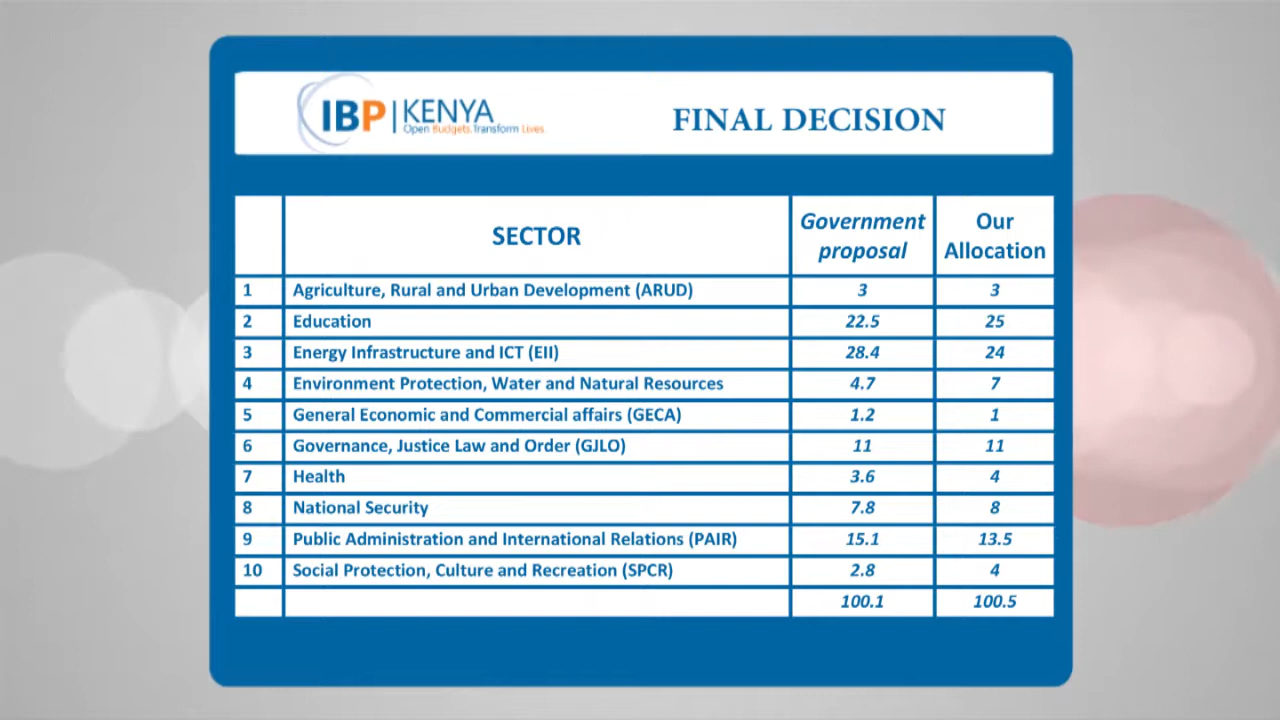 IBP KENYA
Open Budgets.Transform Lives.
FINAL DECISION
SECTOR Government proposal Our Allocation
1 Agriculture, Rural and Urban Development (ARUD) 3 3
2 Education 22.5 25
3 Energy Infrastructure and ICT (EII) 28.4 24
4 Environment Protection, Water and Natural Resources 4.7 7
5 General Economic and Commercial affairs (GECA) 1.2 1
6 Governance, Justice Law and Order (GJLO) 11 11
7 Health 3.6 4
8 National Security 7.8 8
9 Public Administration and International Relations (PAIR) 15.1 13.5
10 Social Protection, Culture and Recreation (SPCR) 2.8 4
100.1 100.5